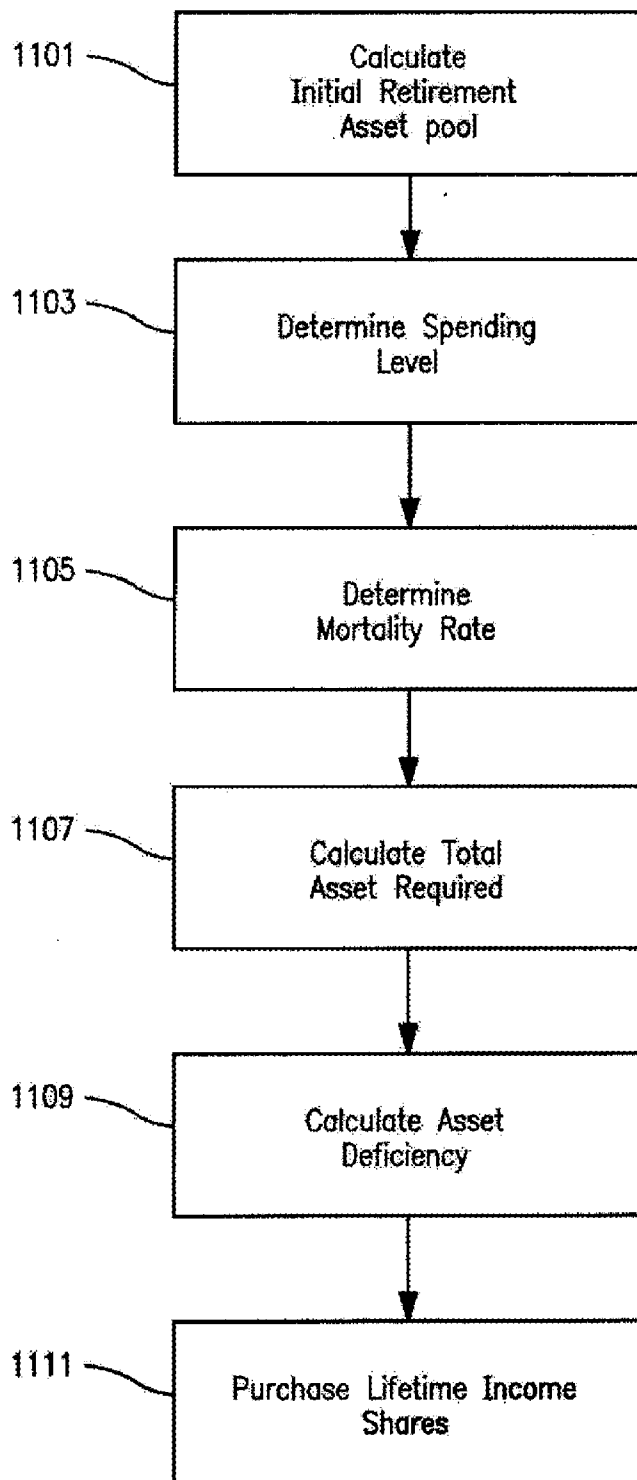 1101
Calculate
Initial Retirement
Asset pool
1103
Determine Spending
Level
1105
Determine
Mortality Rate
1107
Calculate Total
Asset Required
1109
Calculate Asset
Deficiency
1111
Purchase Lifetime Income
Shares